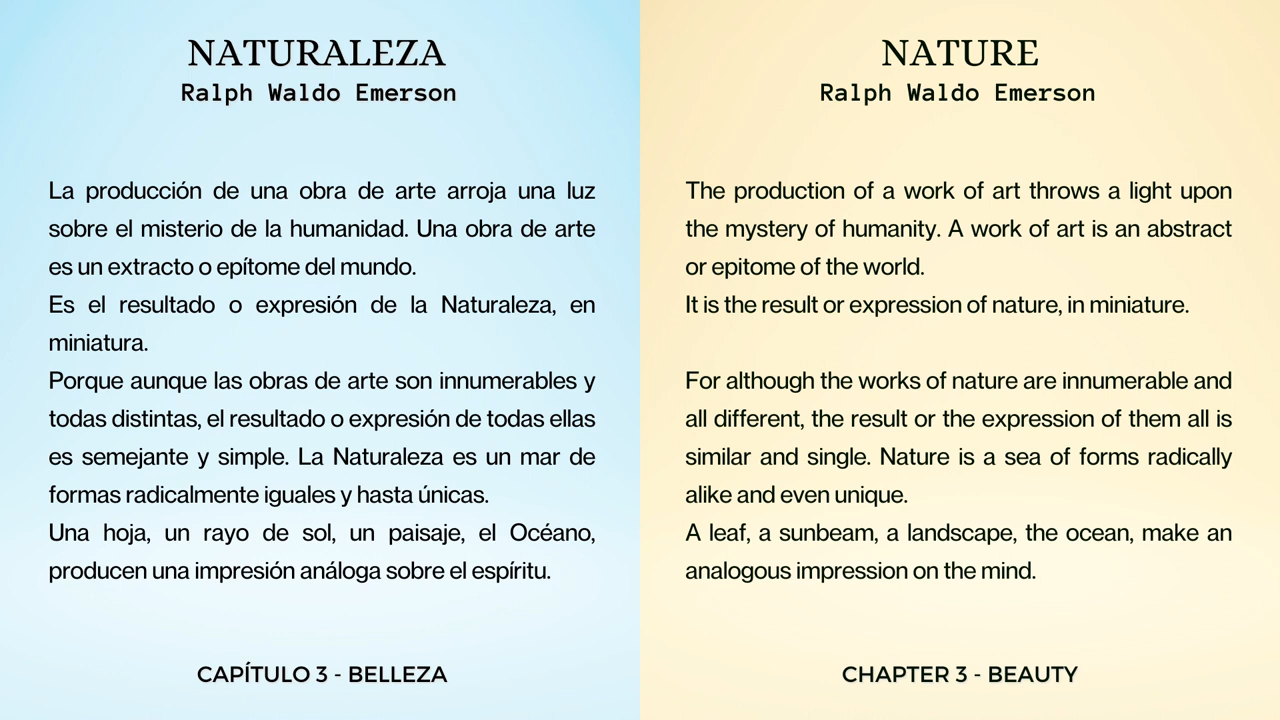 NATURALEZA
Ralph Waldo Emerson
La producción de una obra de arte arroja una luz
sobre el misterio de la humanidad. Una obra de arte
es un extracto o epítome del mundo.
Es el resultado o expresión de la Naturaleza, en
miniatura.
Porque aunque las obras de arte son innumerables y
todas distintas, el resultado o expresión de todas ellas
es semejante y simple. La Naturaleza es un mar de
formas radicalmente iguales y hasta únicas.
Una hoja, un rayo de sol, un paisaje, el Océano,
producen una impresión análoga sobre el espíritu.
CAPÍTULO 3 - BELLEZA
NATURE
Ralph Waldo Emerson
The production of a work of art throws a light upon
the mystery of humanity. A work of art is an abstract
or epitome of the world.
It is the result or expression of nature, in miniature.
For although the works of nature are innumerable and
all different, the result or the expression of them all is
similar and single. Nature is a sea of forms radically
alike and even unique.
A leaf, a sunbeam, a landscape, the ocean, make an
analogous impression on the mind.
CHAPTER 3 - BEAUTY